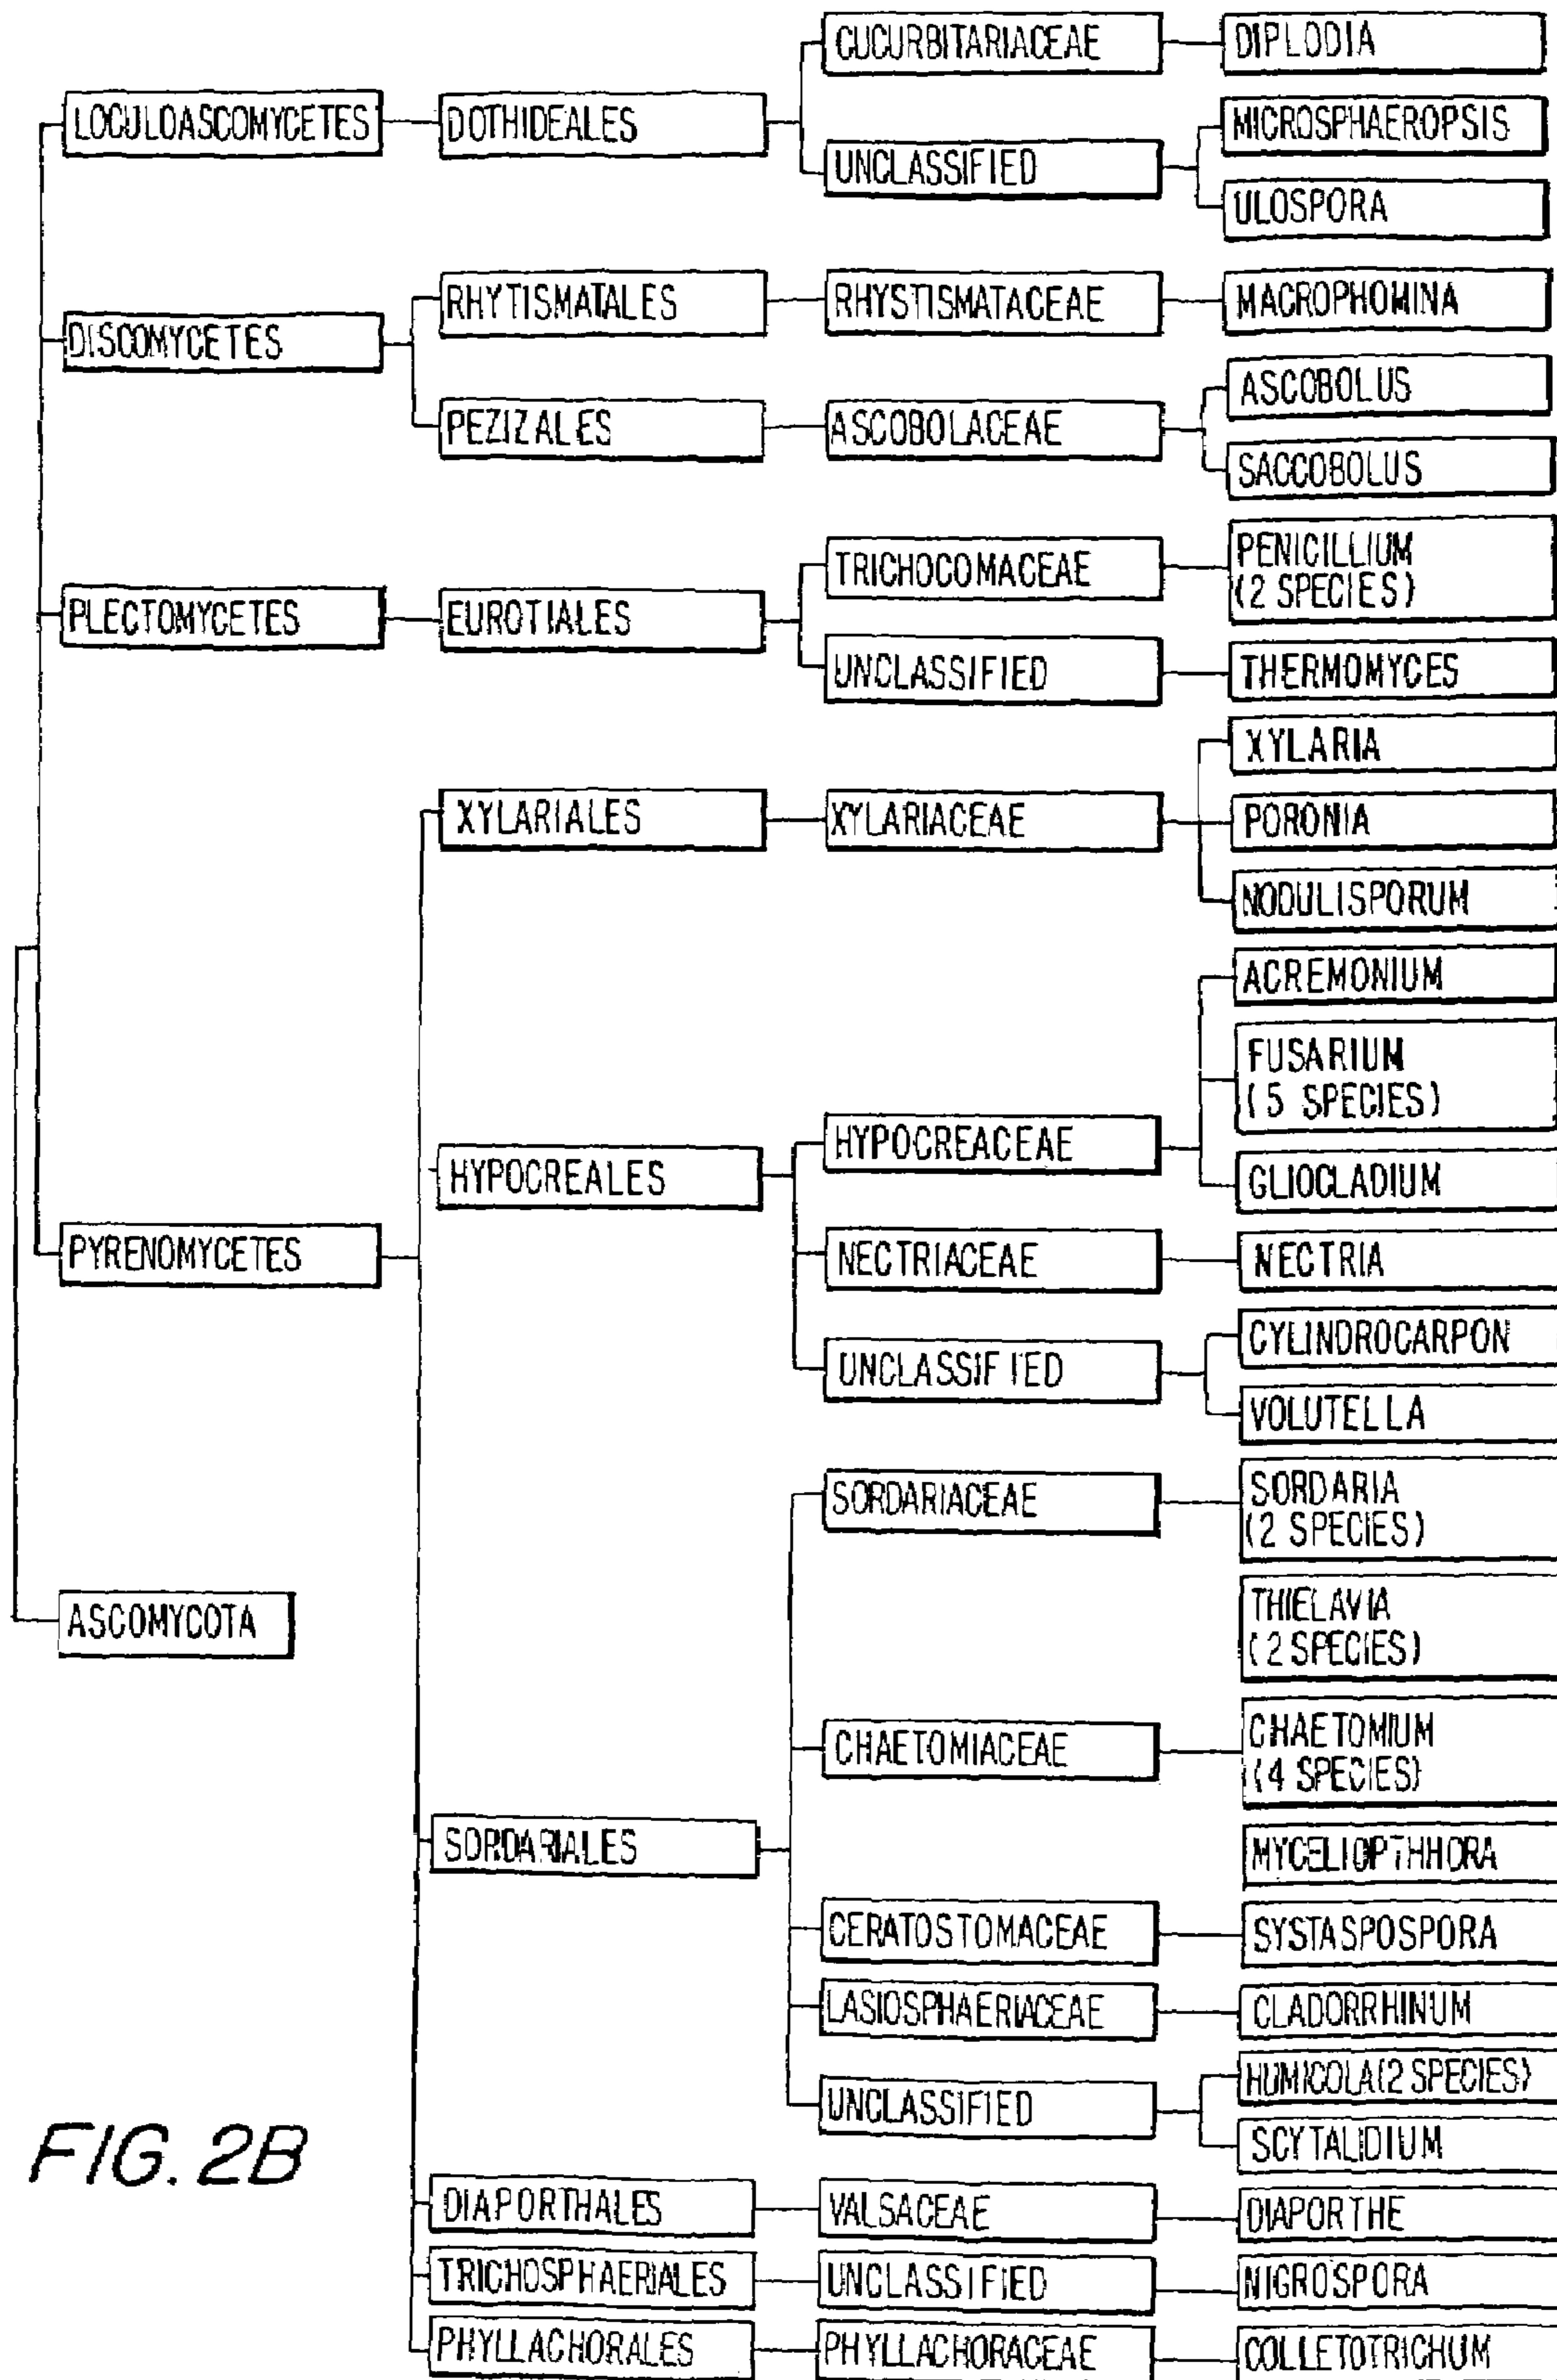 CUCURBITARIACEAE
DIPLODIA
LOCULOASCOMYCETES
DOTHIDEALES
MICROSPHAEROPSIS
UNCLASSIFIED
ULOSPORA
RHYTISMATALES
RHYSTISMATACEAE
MACROPHOMINA
DISCOMYCETES
ASCOBOLUS
PEZIZALES
ASCOBOLACEAE
SACCOBOLUS
TRICHOCOMACEAE
PENICILLIUM
(2 SPECIES)
PLECTOMYCETES
EUROTIALES
UNCLASSIFIED
THERMOMYCES
XYLARIA
XYLARIALES
XYLARIACEAE
PORONIA
NODULISPORUM
ACREMONIUM
FUSARIUM
(5 SPECIES)
HYPOCREACEAE
HYPOCREALES
GLIOCLADIUM
PYRENOMYCETES
NECTRIACEAE
NECTRIA
CYLINDROCARPON
UNCLASSIFIED
VOLUTELLA
SORDARIACEAE
SORDARIA
(2 SPECIES)
ASCOMYCOTA
THIELAVIA
(2 SPECIES)
CHAETOMIACEAE
CHAETOMIUM
(4 SPECIES)
SORDARIALES
MYCELIOPTHHORA
CERATOSTOMACEAE
SYSTASPOSPORA
LASIOSPHAERIACEAE
CLADORRHINUM
HUMICOLA (2 SPECIES)
UNCLASSIFIED
SCYTALIDIUM
FIG. 2B
DIAPORTHALES
VALSACEAE
DIAPORTHE
TRICHOSPHAERIALES
UNCLASSIFIED
NIGROSPORA
PHYLLACHORALES
PHYLLACHORACEAE
COLLETOTRICHUM